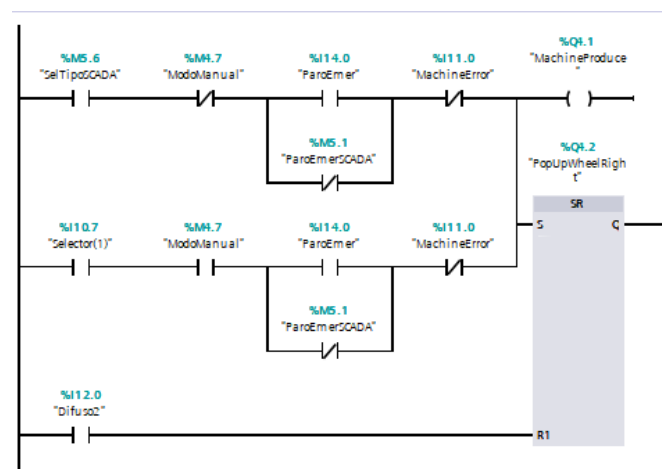 %M5.6 %M4.7 %I14.0 %I11.0 %Q4.1
"SelTipoSCADA" "ModoManual" "ParoEmer" "MachineError" "MachineProduce
"
%M5.1
"ParoEmerSCADA"
%Q4.2
"PopUpWheelRigh
t"
SR
S Q
%I10.7 %M4.7 %I14.0 %I11.0
"Selector(1)" "ModoManual" "ParoEmer" "MachineError"
%M5.1
"ParoEmerSCADA"
%I12.0
"Difuso2"
R1